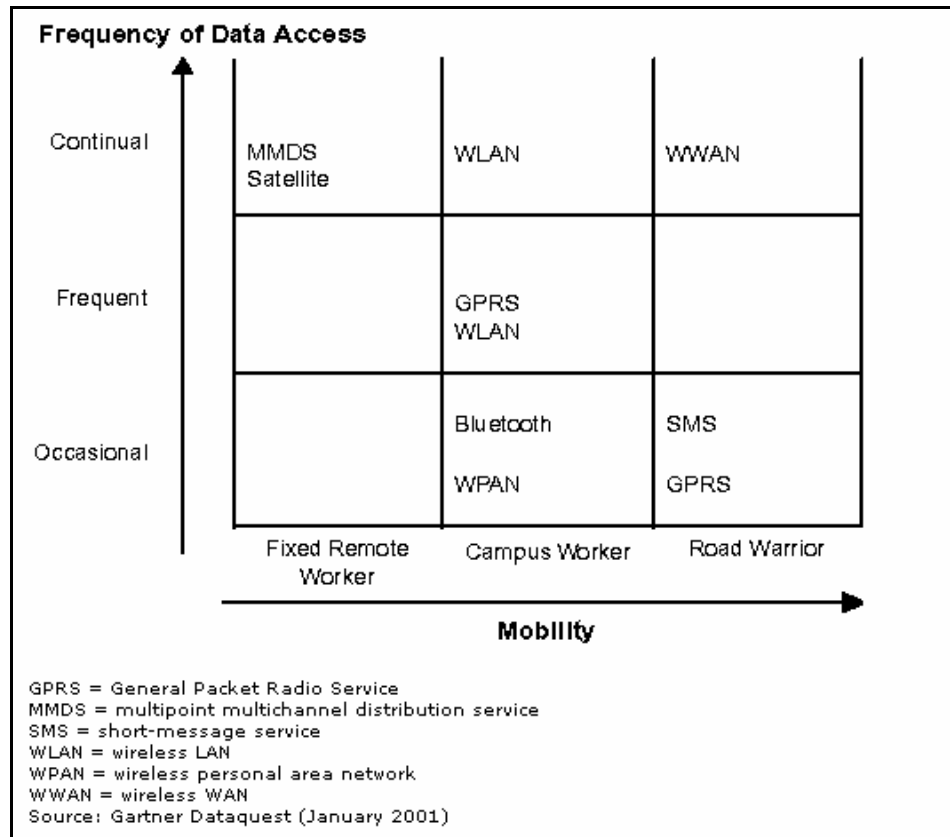 Frequency of Data Access
Continual
MMDS
Satellite
WLAN
WWAN
Frequent
GPRS
WLAN
Occasional
Bluetooth
SMS
WPAN
GPRS
Fixed Remote
Worker
Campus Worker
Road Warrior
Mobility
GPRS = General Packet Radio Service
MMDS = multipoint multichannel distribution service
SMS = short-message service
WLAN = wireless LAN
WPAN = wireless personal area network
WWAN = wireless WAN
Source: Gartner Dataquest (January 2001)